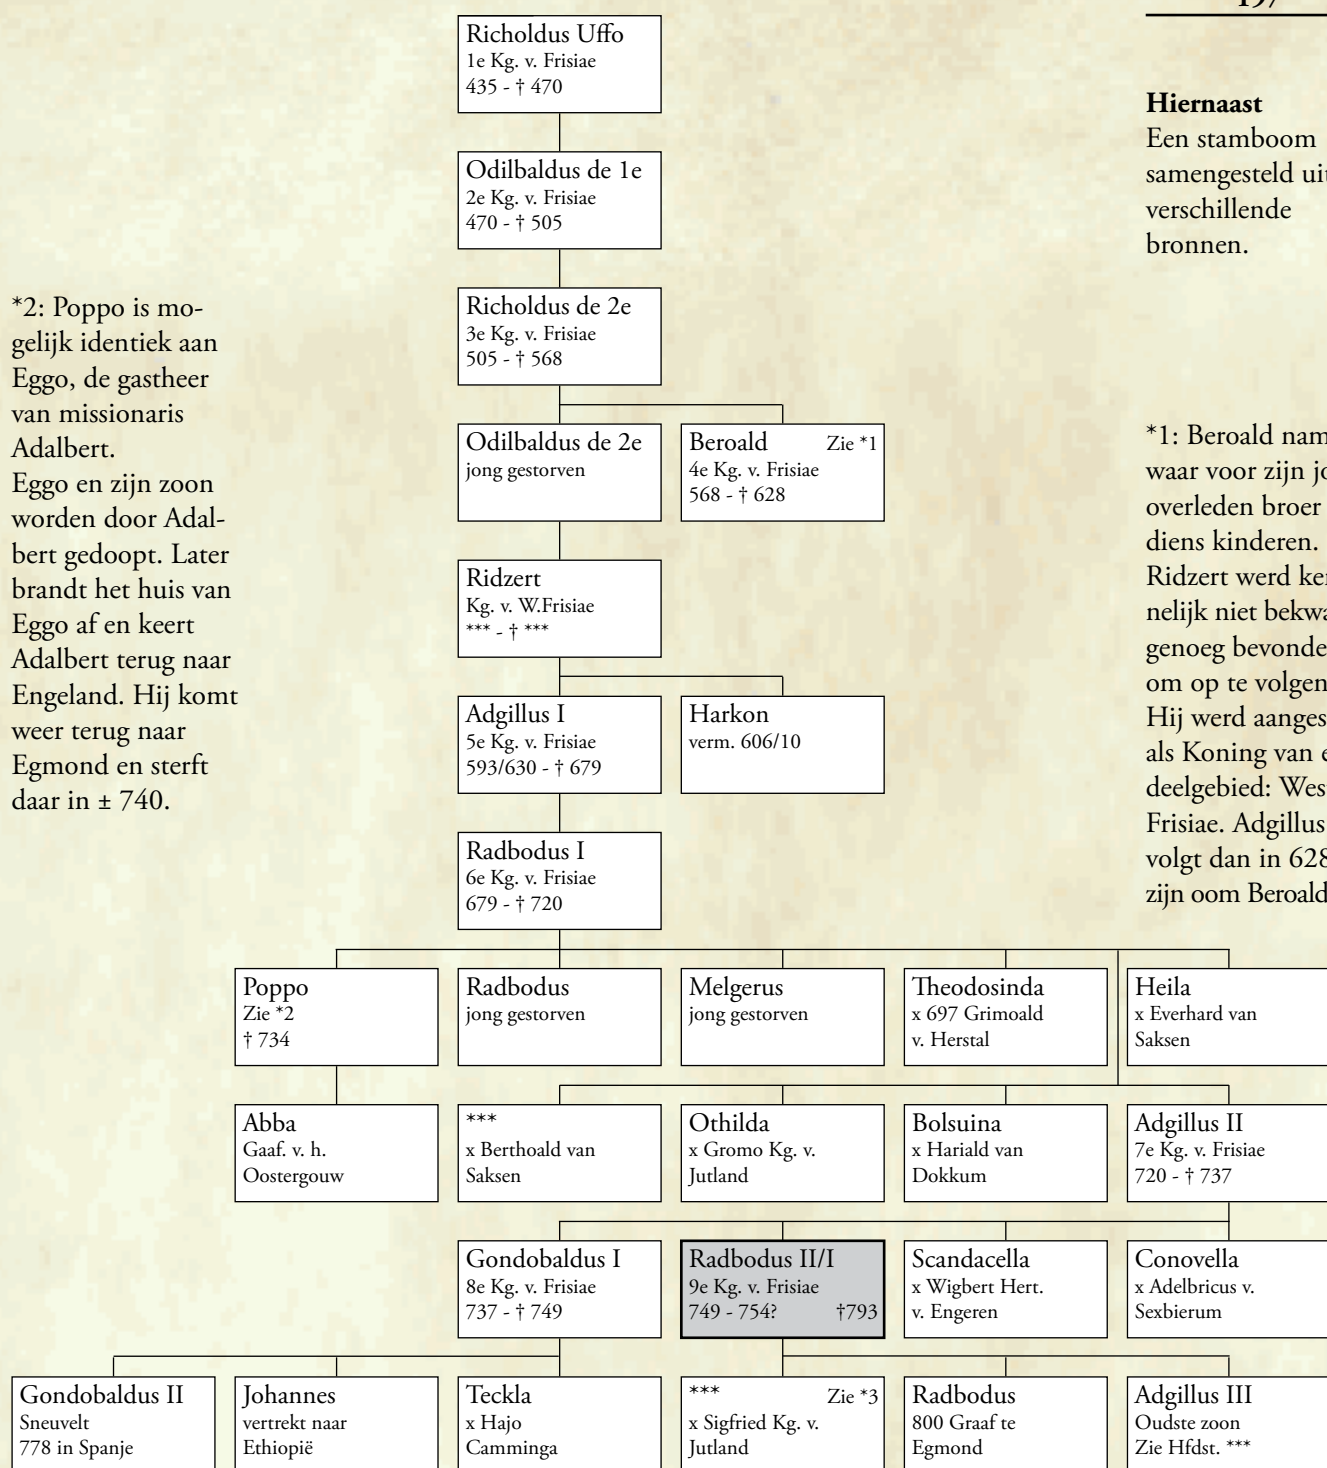 Richoldus Uffo
1e Kg. v. Frisiae
435 - † 470
Hiernaast
Een stamboom
samengesteld
verschillende
bronnen.
Odilbaldus de 1e
2e Kg. v. Frisiae
470 - † 505
*2: Poppo is mo-
gelijk identiek aan
Eggo, de gastheer
van missionaris
Adalbert.
Eggo en zijn zoon
worden door Adal-
bert gedoopt. Later
brandt het huis van
Eggo af en keert
Adalbert terug naar
Engeland. Hij komt
weer terug naar
Egmond en sterft
daar in ± 740.
Richoldus de 2e
3e Kg. v. Frisiae
505 - † 568
Odilbaldus de 2e
jong gestorven
Beroald Zie *1
4e Kg. v. Frisiae
568 - † 628
*1: Beroald nam
waar voor zijn
overleden broer
diens kinderen.
Ridzert werd
nelijk niet
genoeg
om op te volgen
Hij werd
als Koning van
deelgebied:
Frisiae. Adgillus
volgt dan in 628
zijn oom Beroald
Ridzert
Kg. v. W.Frisiae
*** - † ***
Adgillus I
5e Kg. v. Frisiae
593/630 - † 679
Harkon
verm. 606/10
Radbodus I
6e Kg. v. Frisiae
679 - † 720
Poppo
Zie *2
† 734
Radbodus
jong gestorven
Melgerus
jong gestorven
Theodosinda
x 697 Grimoald
v. Herstal
Heila
x Everhard van
Saksen
Abba
Gaaf. v. h.
Oostergouw
***
x Berthoald van
Saksen
Othilda
x Gromo Kg. v.
Jutland
Bolsuina
x Hariald van
Dokkum
Adgillus II
7e Kg. v. Frisiae
720 - † 737
Gondobaldus I
8e Kg. v. Frisiae
737 - † 749
Radbodus II/I
9e Kg. v. Frisiae
749 - 754? †793
Scandacella
x Wigbert Hert.
v. Engeren
Conovella
x Adelbricus v.
Sexbierum
Gondobaldus II
Sneuvelt
778 in Spanje
Johannes
vertrekt naar
Ethiopië
Teckla
x Hajo
Camminga
*** Zie *3
x Sigfried Kg. v.
Jutland
Radbodus
800 Graaf te
Egmond
Adgillus III
Oudste zoon
Zie Hfdst. ***